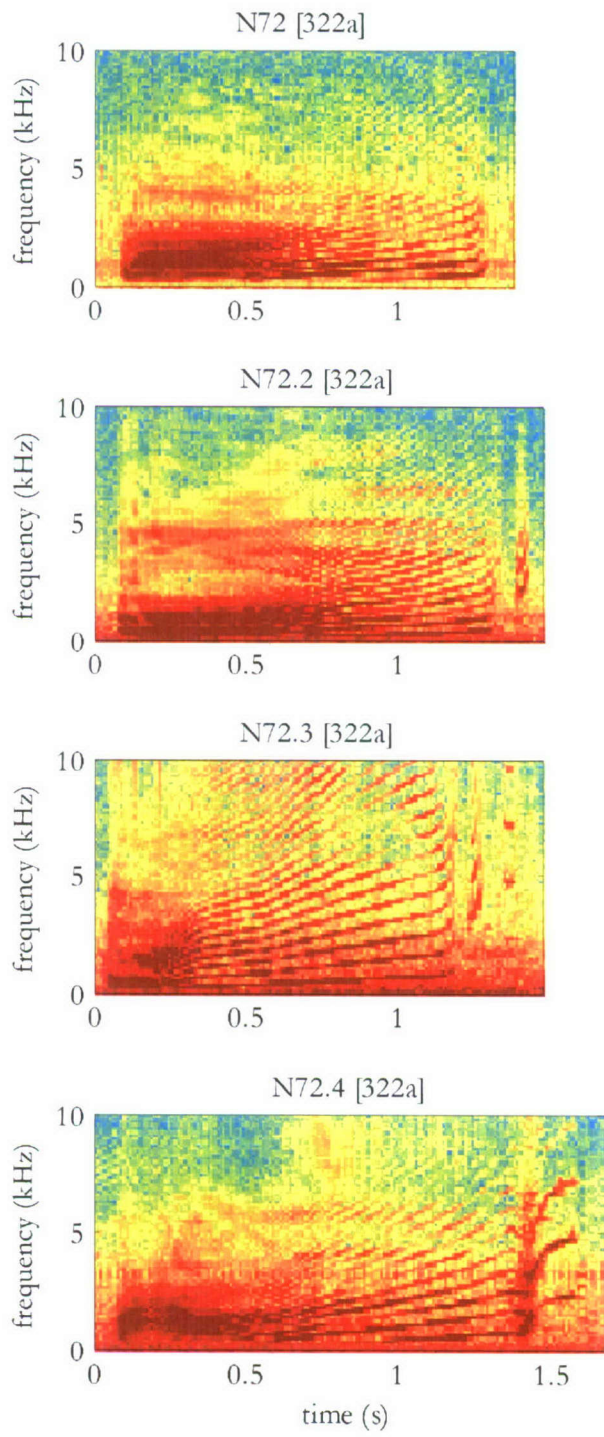 N72 [322a]
10
5
0
frequency (kHz)
0 0.5 1
N72.2 [322a]
10
5
0
frequency (kHz)
0 0.5 1
N72.3 [322a]
10
5
0
frequency (kHz)
0 0.5 1
N72.4 [322a]
10
5
0
frequency (kHz)
0 0.5 1 1.5
time (s)